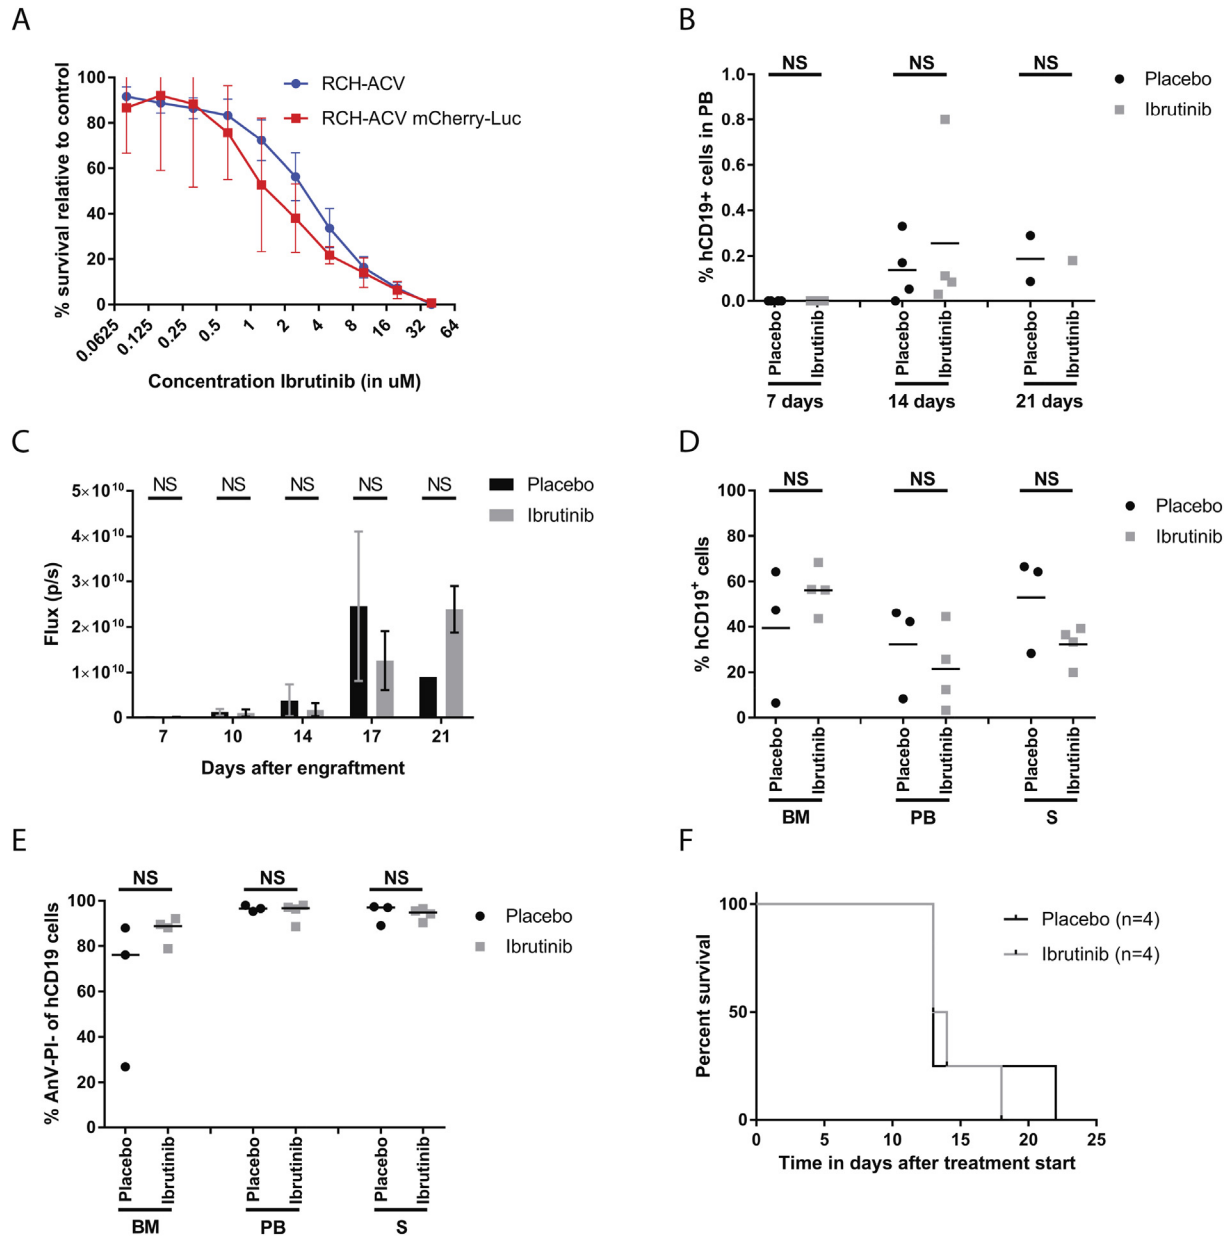 A
% survival relative to control
100
80
60
40
20
0
0.0625
0.125
0.25
0.5
1
2
4
8
16
32
64
Concentration Ibrutinib (in uM)
RCH-ACV
RCH-ACV mCherry-Luc
B
% hCD19+ cells in PB
1.0
0.8
0.6
0.4
0.2
0.0
NS
NS
NS
Placebo
Ibrutinib
Placebo
Ibrutinib
Placebo
Ibrutinib
Placebo
Ibrutinib
7 days
14 days
21 days
C
Flux (p/s)
5×10¹⁰
4×10¹⁰
3×10¹⁰
2×10¹⁰
1×10¹⁰
0
NS
NS
NS
NS
NS
Placebo
Ibrutinib
7
10
14
17
21
Days after engraftment
D
% hCD19⁺ cells
100
80
60
40
20
0
NS
NS
NS
Placebo
Ibrutinib
Placebo
Ibrutinib
Placebo
Ibrutinib
Placebo
Ibrutinib
BM
PB
S
E
% AnV-PI- of hCD19 cells
100
80
60
40
20
0
NS
NS
NS
Placebo
Ibrutinib
Placebo
Ibrutinib
Placebo
Ibrutinib
Placebo
Ibrutinib
BM
PB
S
F
Percent survival
100
50
0
Placebo (n=4)
Ibrutinib (n=4)
0
5
10
15
20
25
Time in days after treatment start